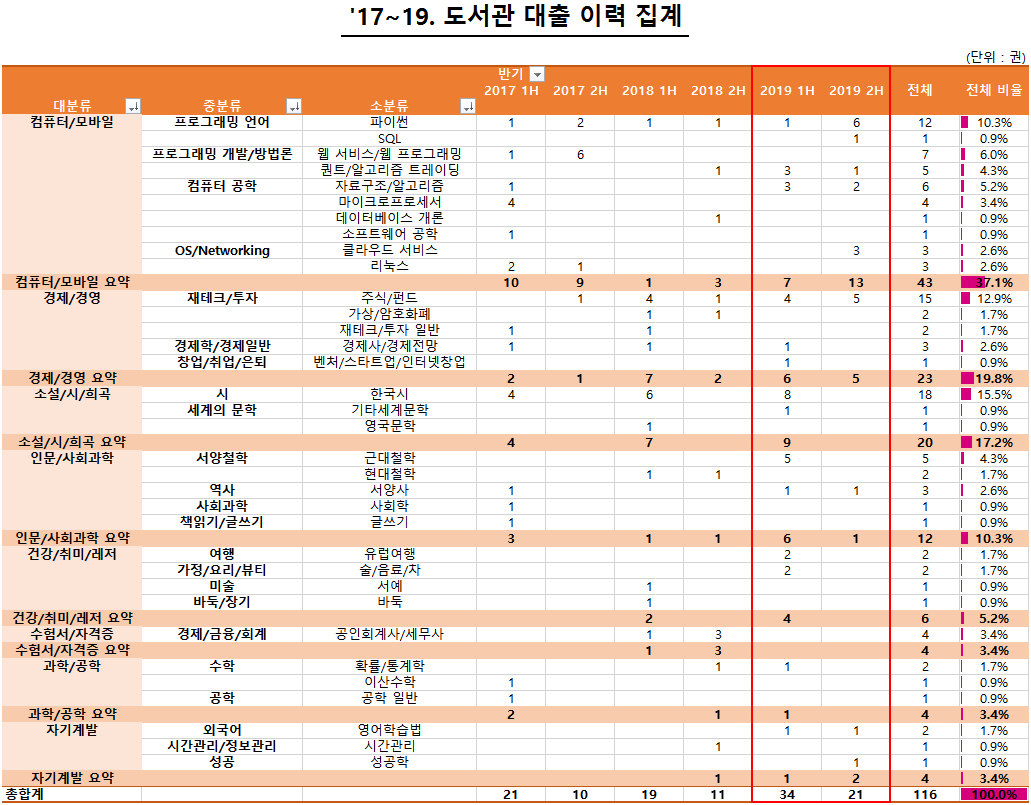 '17~19. 도서관 대출 이력 집계
(단위 : 권)
반기
대분류 중분류 소분류 2017 1H 2017 2H 2018 1H 2018 2H 2019 1H 2019 2H 전체 전체 비율
컴퓨터/모바일 프로그래밍 언어 파이썬 1 2 1 1 1 6 12 10.3%
SQL 1 1 0.9%
프로그래밍 개발/방법론 웹 서비스/웹 프로그래밍 1 6 7 6.0%
퀀트/알고리즘 트레이딩 1 3 1 5 4.3%
컴퓨터 공학 자료구조/알고리즘 1 3 2 6 5.2%
마이크로프로세서 4 4 3.4%
데이터베이스 개론 1 1 0.9%
소프트웨어 공학 1 1 0.9%
OS/Networking 클라우드 서비스 3 3 2.6%
리눅스 2 1 3 2.6%
컴퓨터/모바일 요약 10 9 1 3 7 13 43 37.1%
경제/경영 재테크/투자 주식/펀드 1 4 1 4 5 15 12.9%
가상/암호화폐 1 1 2 1.7%
재테크/투자 일반 1 1 2 1.7%
경제학/경제일반 경제사/경제전망 1 1 1 3 2.6%
창업/취업/은퇴 벤처/스타트업/인터넷창업 1 1 0.9%
경제/경영 요약 2 1 7 2 6 5 23 19.8%
소설/시/희곡 시 한국시 4 6 8 18 15.5%
세계의 문학 기타세계문학 1 1 0.9%
영국문학 1 1 0.9%
소설/시/희곡 요약 4 7 9 20 17.2%
인문/사회과학 서양철학 근대철학 5 5 4.3%
현대철학 1 1 2 1.7%
역사 서양사 1 1 1 3 2.6%
사회과학 사회학 1 1 0.9%
책읽기/글쓰기 글쓰기 1 1 0.9%
인문/사회과학 요약 3 1 1 6 1 12 10.3%
건강/취미/레저 여행 유럽여행 2 2 1.7%
가정/요리/뷰티 술/음료/차 2 2 1.7%
미술 서예 1 1 0.9%
바둑/장기 바둑 1 1 0.9%
건강/취미/레저 요약 2 4 6 5.2%
수험서/자격증 경제/금융/회계 공인회계사/세무사 1 3 4 3.4%
수험서/자격증 요약 1 3 4 3.4%
과학/공학 수학 확률/통계학 1 1 2 1.7%
이산수학 1 1 0.9%
공학 공학 일반 1 1 0.9%
과학/공학 요약 2 1 1 4 3.4%
자기계발 외국어 영어학습법 1 1 2 1.7%
시간관리/정보관리 시간관리 1 1 0.9%
성공 성공학 1 1 0.9%
자기계발 요약 1 1 2 4 3.4%
총합계 21 10 19 11 34 21 116 100.0%